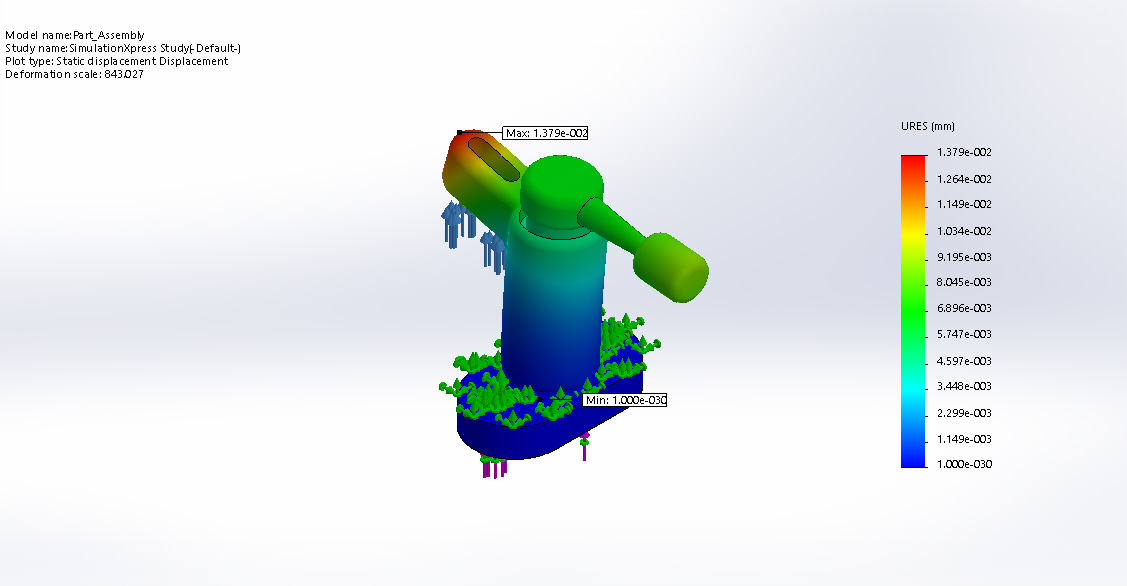 Model name:Part_Assembly
Study name:SimulationXpress Study(-Default-)
Plot type: Static displacement Displacement
Deformation scale: 843.027
Max: 1.379e-002
Min: 1.000e-030
URES (mm)
1.379e-002
1.264e-002
1.149e-002
1.034e-002
9.195e-003
8.045e-003
6.896e-003
5.747e-003
4.597e-003
3.448e-003
2.299e-003
1.149e-003
1.000e-030